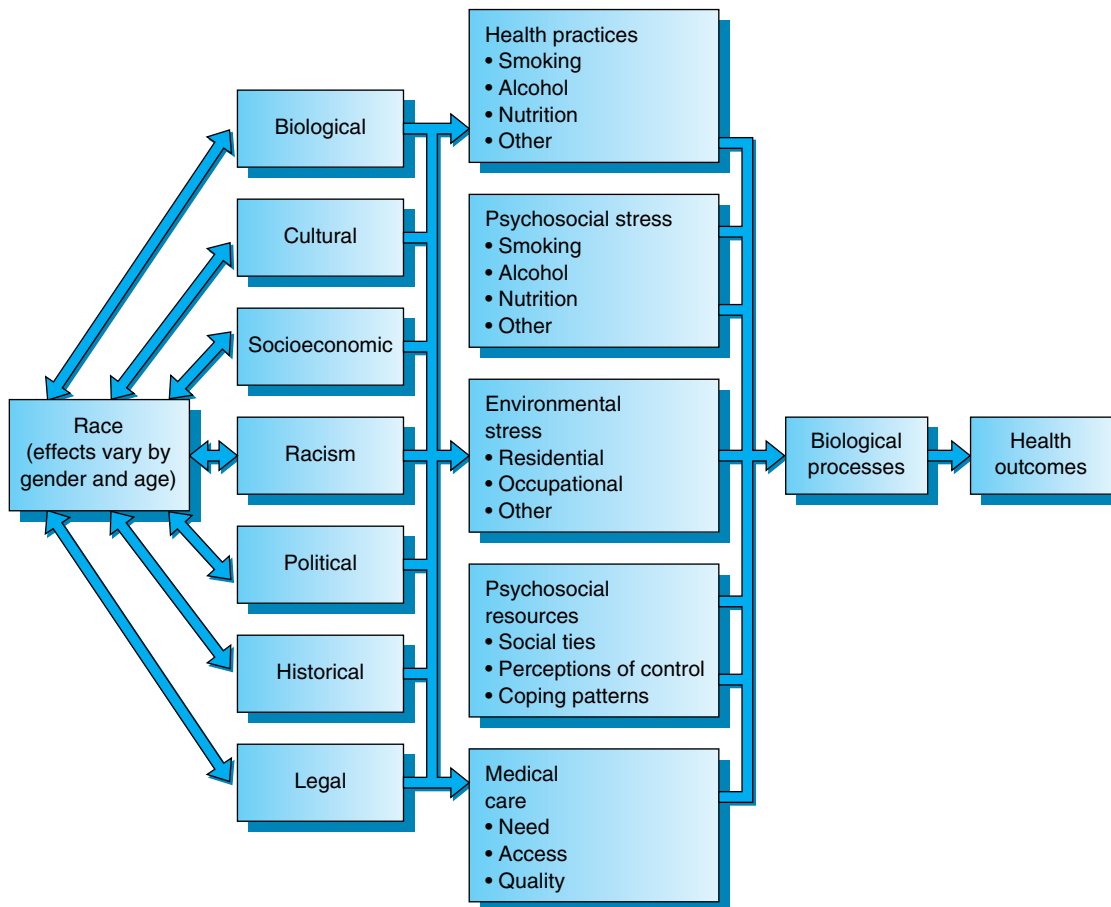 Race
(effects vary by
gender and age)
Biological
Cultural
Socioeconomic
Racism
Political
Historical
Legal
Health practices
• Smoking
• Alcohol
• Nutrition
• Other
Psychosocial stress
• Smoking
• Alcohol
• Nutrition
• Other
Environmental
stress
• Residential
• Occupational
• Other
Psychosocial
resources
• Social ties
• Perceptions of control
• Coping patterns
Medical
care
• Need
• Access
• Quality
Biological
processes
Health
outcomes